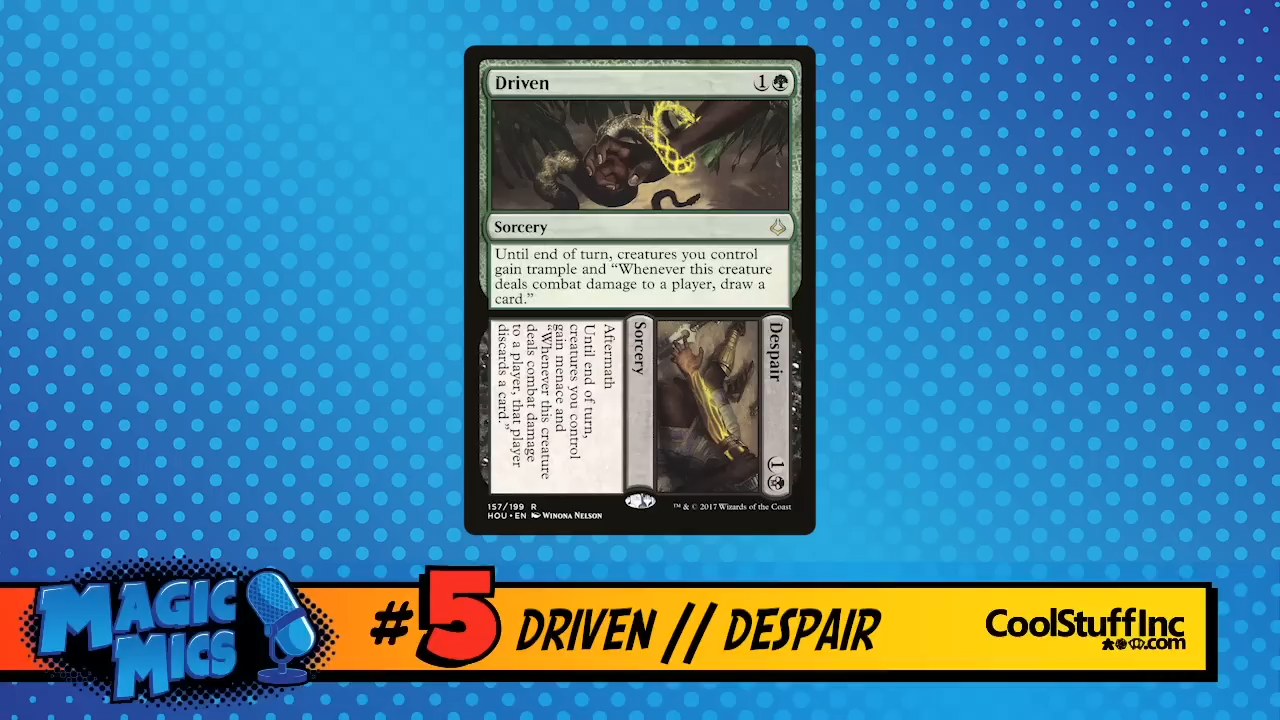 Driven 1
Sorcery
Until end of turn, creatures you control
gain trample and “Whenever this creature
deals combat damage to a player, draw a
card.”
Despair 1
Sorcery
Aftermath
Until end of turn,
creatures you control
gain menace and
“Whenever this creature
deals combat damage
to a player, that player
discards a card.”
157/199 R
HOU • EN Winona Nelson
™ & © 2017 Wizards of the Coast
MAGIC
MICS
#5 DRIVEN // DESPAIR
CoolStuffInc
.com